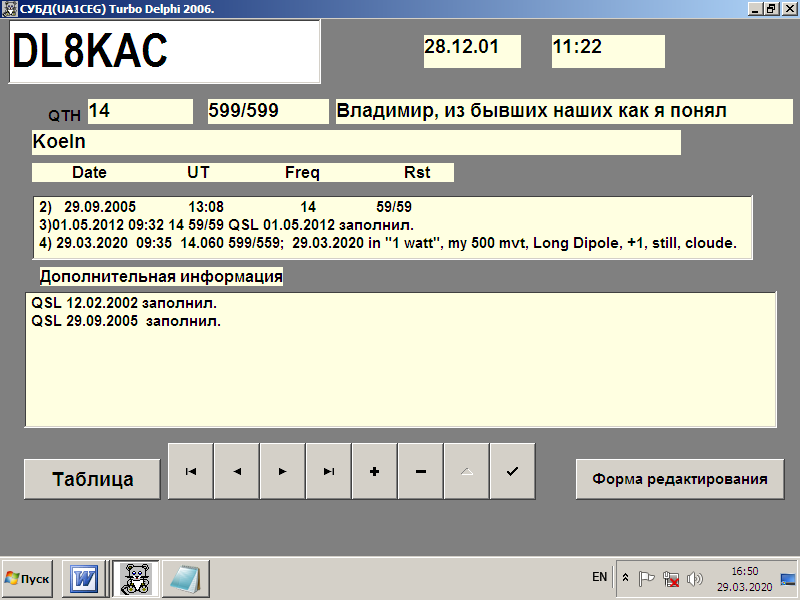 СУБД(UA1CEG) Turbo Delphi 2006.
DL8KAC
28.12.01 11:22
QTH 14 599/599 Владимир, из бывших наших как я понял
Koeln
Date UT Freq Rst
2) 29.09.2005 13:08 14 59/59
3)01.05.2012 09:32 14 59/59 QSL 01.05.2012 заполнил.
4) 29.03.2020 09:35 14.060 599/559; 29.03.2020 in "1 watt", my 500 mvt, Long Dipole, +1, still, cloude.
Дополнительная информация
QSL 12.02.2002 заполнил.
QSL 29.09.2005 заполнил.
Таблица Форма редактирования
Пуск EN 16:50
29.03.2020